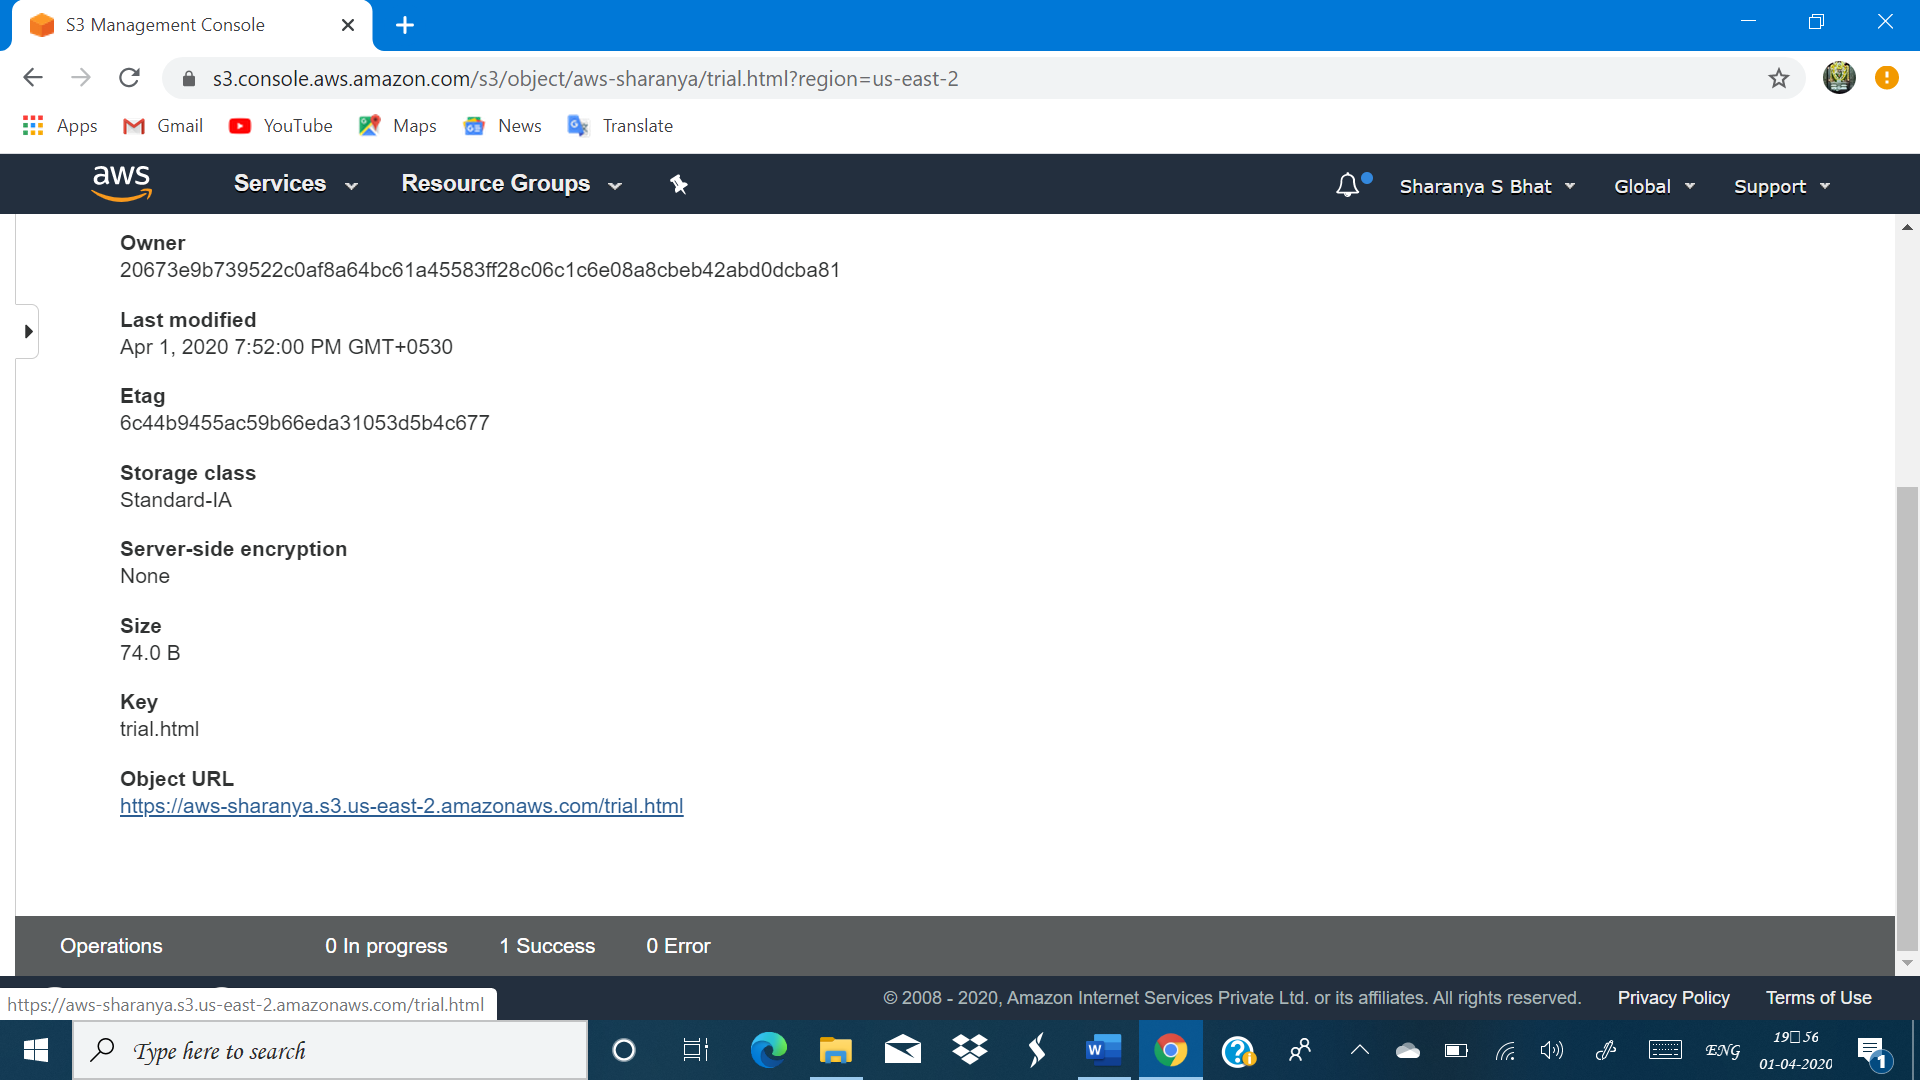 S3 Management Console
s3.console.aws.amazon.com/s3/object/aws-sharanya/trial.html?region=us-east-2
Apps Gmail YouTube Maps News Translate
aws Services Resource Groups Sharanya S Bhat Global Support
Owner
20673e9b739522c0af8a64bc61a45583ff28c06c1c6e08a8cbeb42abd0dcba81
Last modified
Apr 1, 2020 7:52:00 PM GMT+0530
Etag
6c44b9455ac59b66eda31053d5b4c677
Storage class
Standard-IA
Server-side encryption
None
Size
74.0 B
Key
trial.html
Object URL
https://aws-sharanya.s3.us-east-2.amazonaws.com/trial.html
Operations 0 In progress 1 Success 0 Error
https://aws-sharanya.s3.us-east-2.amazonaws.com/trial.html
© 2008 - 2020, Amazon Internet Services Private Ltd. or its affiliates. All rights reserved. Privacy Policy Terms of Use
Type here to search
ENG
19□56
01-04-2020
1